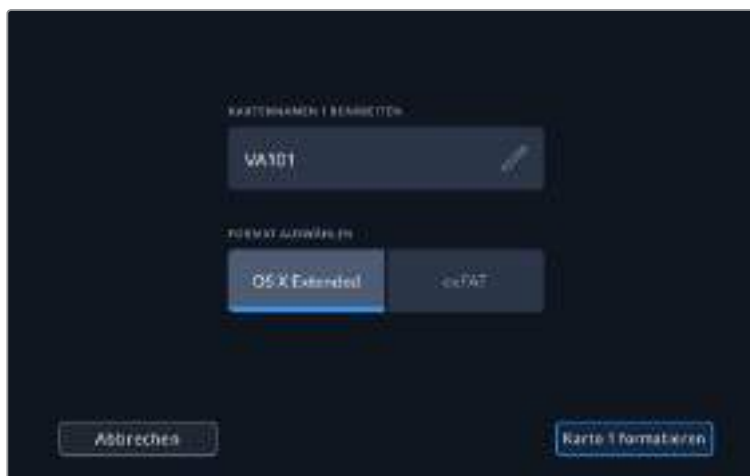 KARTENNAMEN 1 BEARBEITEN
VA101
FORMAT AUSWÄHLEN
OS X Extended
exFAT
Abbrechen
Karte 1 formatieren